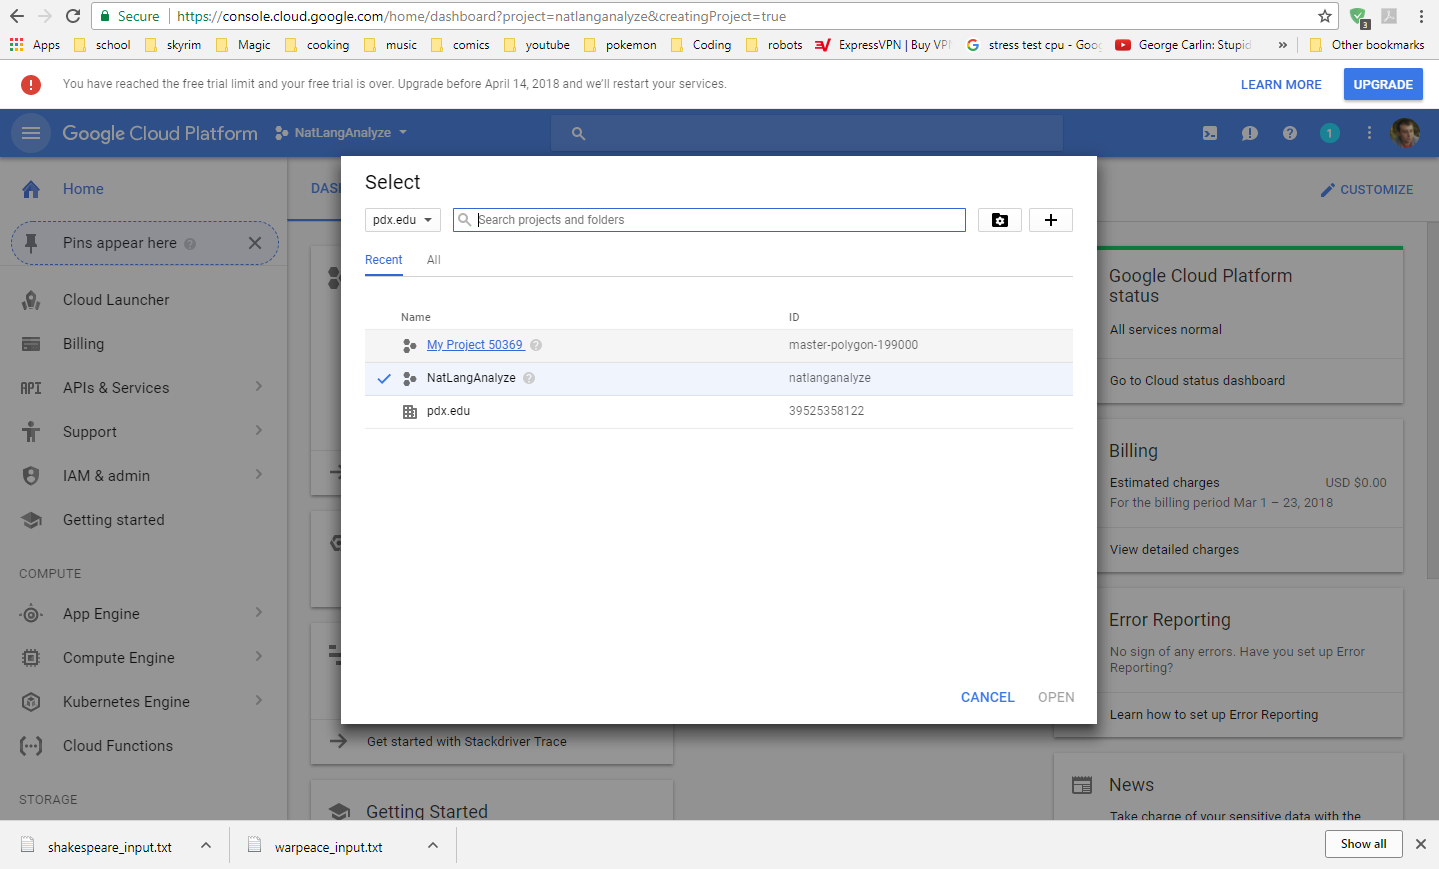 Secure https://console.cloud.google.com/home/dashboard?project=natlanganalyze&creatingProject=true 3
Apps school skyrim Magic cooking music comics youtube pokemon Coding robots ExpressVPN | Buy VP stress test cpu - Goo George Carlin: Stupid » Other bookmarks
You have reached the free trial limit and your free trial is over. Upgrade before April 14, 2018 and we'll restart your services. LEARN MORE UPGRADE
Google Cloud Platform NatLangAnalyze 1
Select
Home
DAS
CUSTOMIZE
pdx.edu Search projects and folders
Pins appear here
Recent All
Google Cloud Platform
status
Cloud Launcher
Name ID
All services normal
Billing
My Project 50369 master-polygon-199000
NatLangAnalyze natlanganalyze
Go to Cloud status dashboard
API APIs & Services
pdx.edu 39525358122
Support
Billing
IAM & admin
Estimated charges USD $0.00
For the billing period Mar 1 – 23, 2018
Getting started
View detailed charges
COMPUTE
App Engine
Error Reporting
Compute Engine
No sign of any errors. Have you set up Error
Reporting?
Kubernetes Engine
CANCEL OPEN
Learn how to set up Error Reporting
Cloud Functions
Get started with Stackdriver Trace
News
STORAGE
Getting Started
Take charge of your sensitive data with the
shakespeare_input.txt warpeace_input.txt Show all